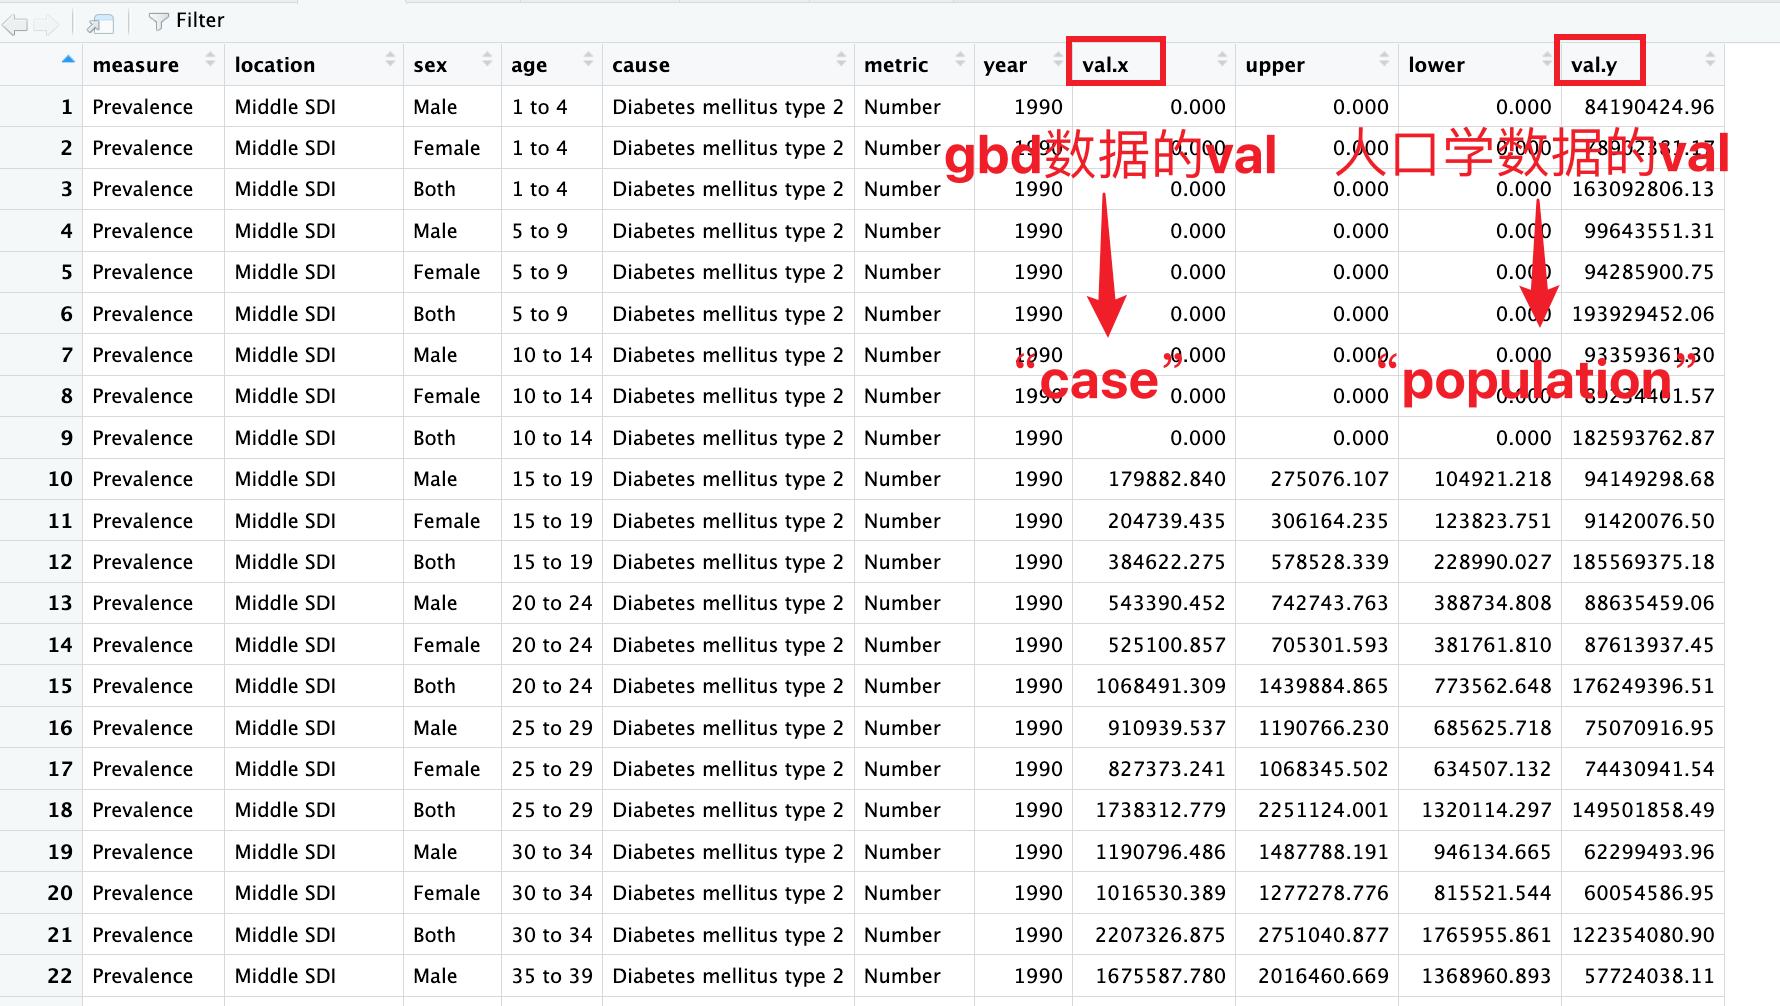 Filter
measure location sex age cause metric year val.x upper lower val.y
1 Prevalence Middle SDI Male 1 to 4 Diabetes mellitus type 2 Number 1990 0.000 0.000 0.000 84190424.96
2 Prevalence Middle SDI Female 1 to 4 Diabetes mellitus type 2 Number 1990 0.000 0.000 0.000
gbd数据的val 人口学数据的val
3 Prevalence Middle SDI Both 1 to 4 Diabetes mellitus type 2 Number 1990 0.000 0.000 0.000 163092806.13
4 Prevalence Middle SDI Male 5 to 9 Diabetes mellitus type 2 Number 1990 0.000 0.000 0.000 99643551.31
5 Prevalence Middle SDI Female 5 to 9 Diabetes mellitus type 2 Number 1990 0.000 0.000 0.000 94285900.75
6 Prevalence Middle SDI Both 5 to 9 Diabetes mellitus type 2 Number 1990 0.000 0.000 0.000 193929452.06
7 Prevalence Middle SDI Male 10 to 14 Diabetes mellitus type 2 Number 1990 0.000 0.000 0.000 93359361.30
“case” “population”
8 Prevalence Middle SDI Female 10 to 14 Diabetes mellitus type 2 Number 1990 0.000 0.000 0.000 89234401.57
9 Prevalence Middle SDI Both 10 to 14 Diabetes mellitus type 2 Number 1990 0.000 0.000 0.000 182593762.87
10 Prevalence Middle SDI Male 15 to 19 Diabetes mellitus type 2 Number 1990 179882.840 275076.107 104921.218 94149298.68
11 Prevalence Middle SDI Female 15 to 19 Diabetes mellitus type 2 Number 1990 204739.435 306164.235 123823.751 91420076.50
12 Prevalence Middle SDI Both 15 to 19 Diabetes mellitus type 2 Number 1990 384622.275 578528.339 228990.027 185569375.18
13 Prevalence Middle SDI Male 20 to 24 Diabetes mellitus type 2 Number 1990 543390.452 742743.763 388734.808 88635459.06
14 Prevalence Middle SDI Female 20 to 24 Diabetes mellitus type 2 Number 1990 525100.857 705301.593 381761.810 87613937.45
15 Prevalence Middle SDI Both 20 to 24 Diabetes mellitus type 2 Number 1990 1068491.309 1439884.865 773562.648 176249396.51
16 Prevalence Middle SDI Male 25 to 29 Diabetes mellitus type 2 Number 1990 910939.537 1190766.230 685625.718 75070916.95
17 Prevalence Middle SDI Female 25 to 29 Diabetes mellitus type 2 Number 1990 827373.241 1068345.502 634507.132 74430941.54
18 Prevalence Middle SDI Both 25 to 29 Diabetes mellitus type 2 Number 1990 1738312.779 2251124.001 1320114.297 149501858.49
19 Prevalence Middle SDI Male 30 to 34 Diabetes mellitus type 2 Number 1990 1190796.486 1487788.191 946134.665 62299493.96
20 Prevalence Middle SDI Female 30 to 34 Diabetes mellitus type 2 Number 1990 1016530.389 1277278.776 815521.544 60054586.95
21 Prevalence Middle SDI Both 30 to 34 Diabetes mellitus type 2 Number 1990 2207326.875 2751040.877 1765955.861 122354080.90
22 Prevalence Middle SDI Male 35 to 39 Diabetes mellitus type 2 Number 1990 1675587.780 2016460.669 1368960.893 57724038.11